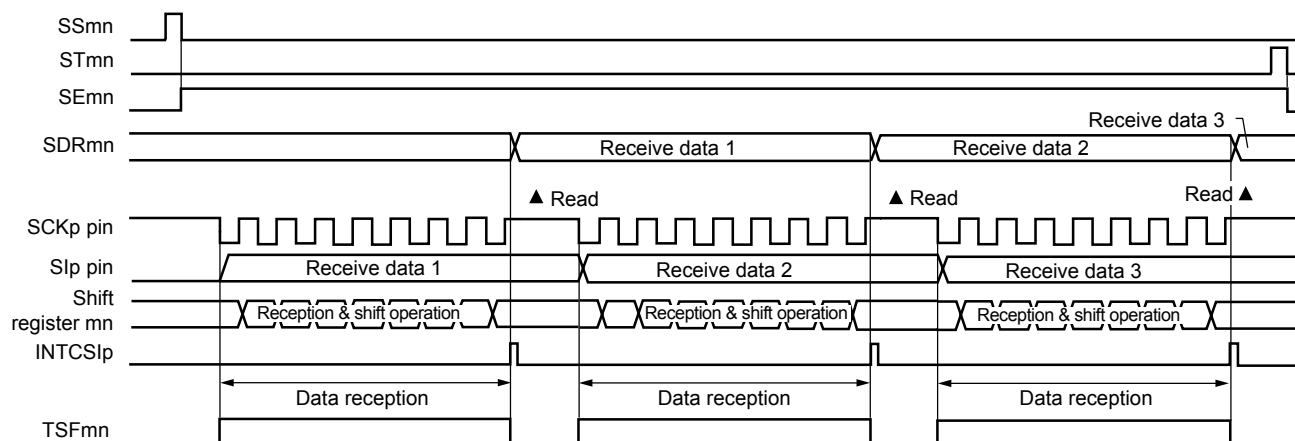 SSmn
STmn
SEmn
Receive data 3
SDRmn
Receive data 1
Receive data 2
▲ Read
▲ Read
Read ▲
SCKp pin
SIp pin
Receive data 1
Receive data 2
Receive data 3
Shift
register mn
Reception & shift operation
Reception & shift operation
Reception & shift operation
INTCSIp
Data reception
Data reception
Data reception
TSFmn